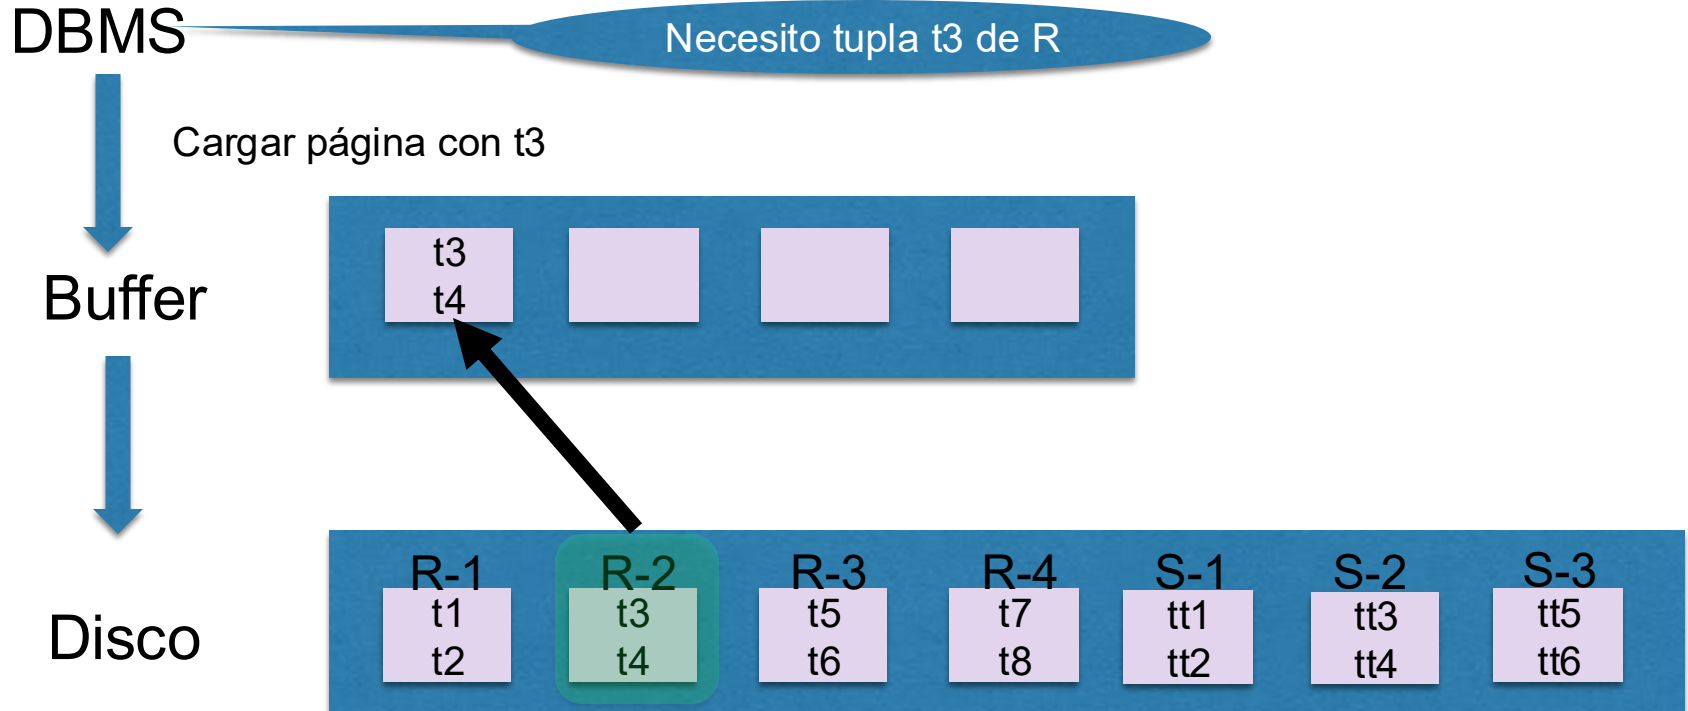 DBMS
Necesito tupla t3 de R
Cargar página con t3
Buffer
t3
t4
Disco
R-1
t1
t2
R-2
t3
t4
R-3
t5
t6
R-4
t7
t8
S-1
tt1
tt2
S-2
tt3
tt4
S-3
tt5
tt6